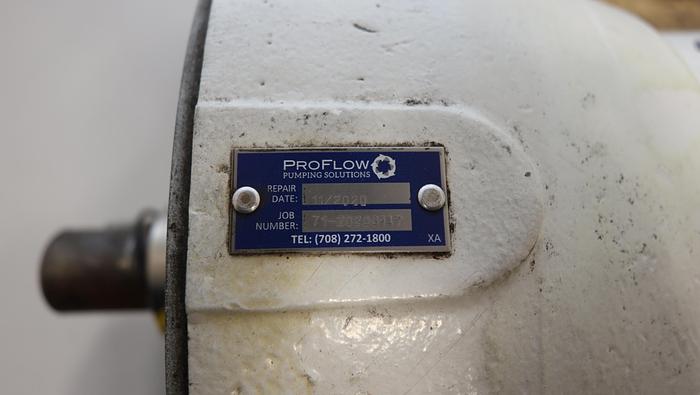 PROFLOW
PUMPING SOLUTIONS
REPAIR
DATE: 11/2020
JOB
NUMBER:
TEL: (708) 272-1800 XA